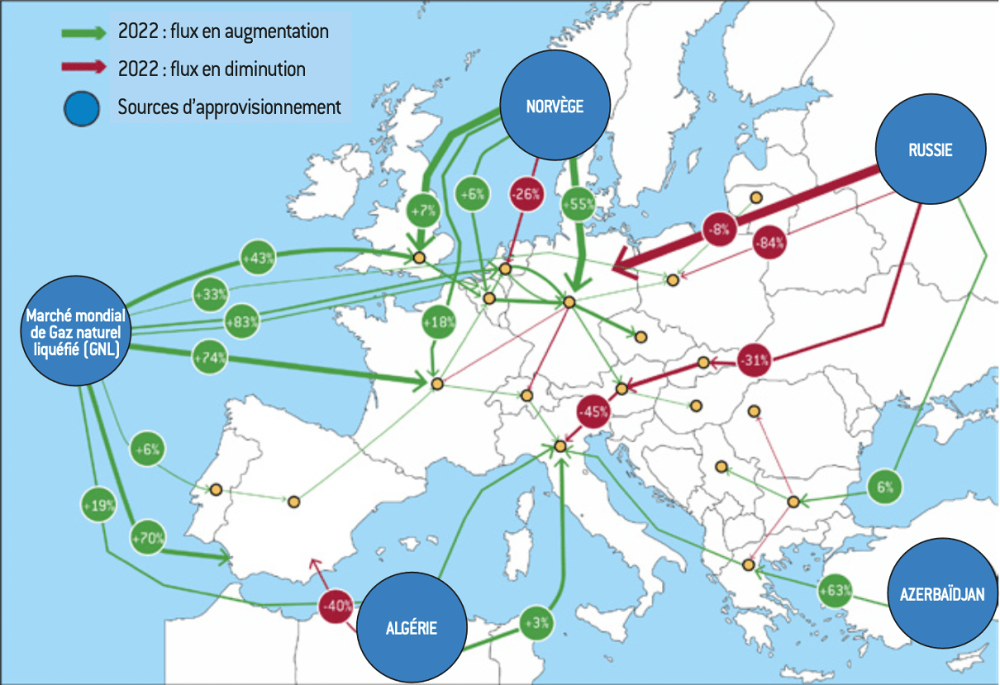 2022 : flux en augmentation
2022 : flux en diminution
Sources d'approvisionnement
NORVÈGE
RUSSIE
+7%
+6%
-26%
+55%
-8%
-84%
+43%
+33%
+83%
+18%
Marché mondial
de Gaz naturel
liquéfié (GNL)
+74%
-31%
-45%
+6%
6%
+19%
+70%
-40%
ALGÉRIE
+3%
+63%
AZERBAÏDJAN